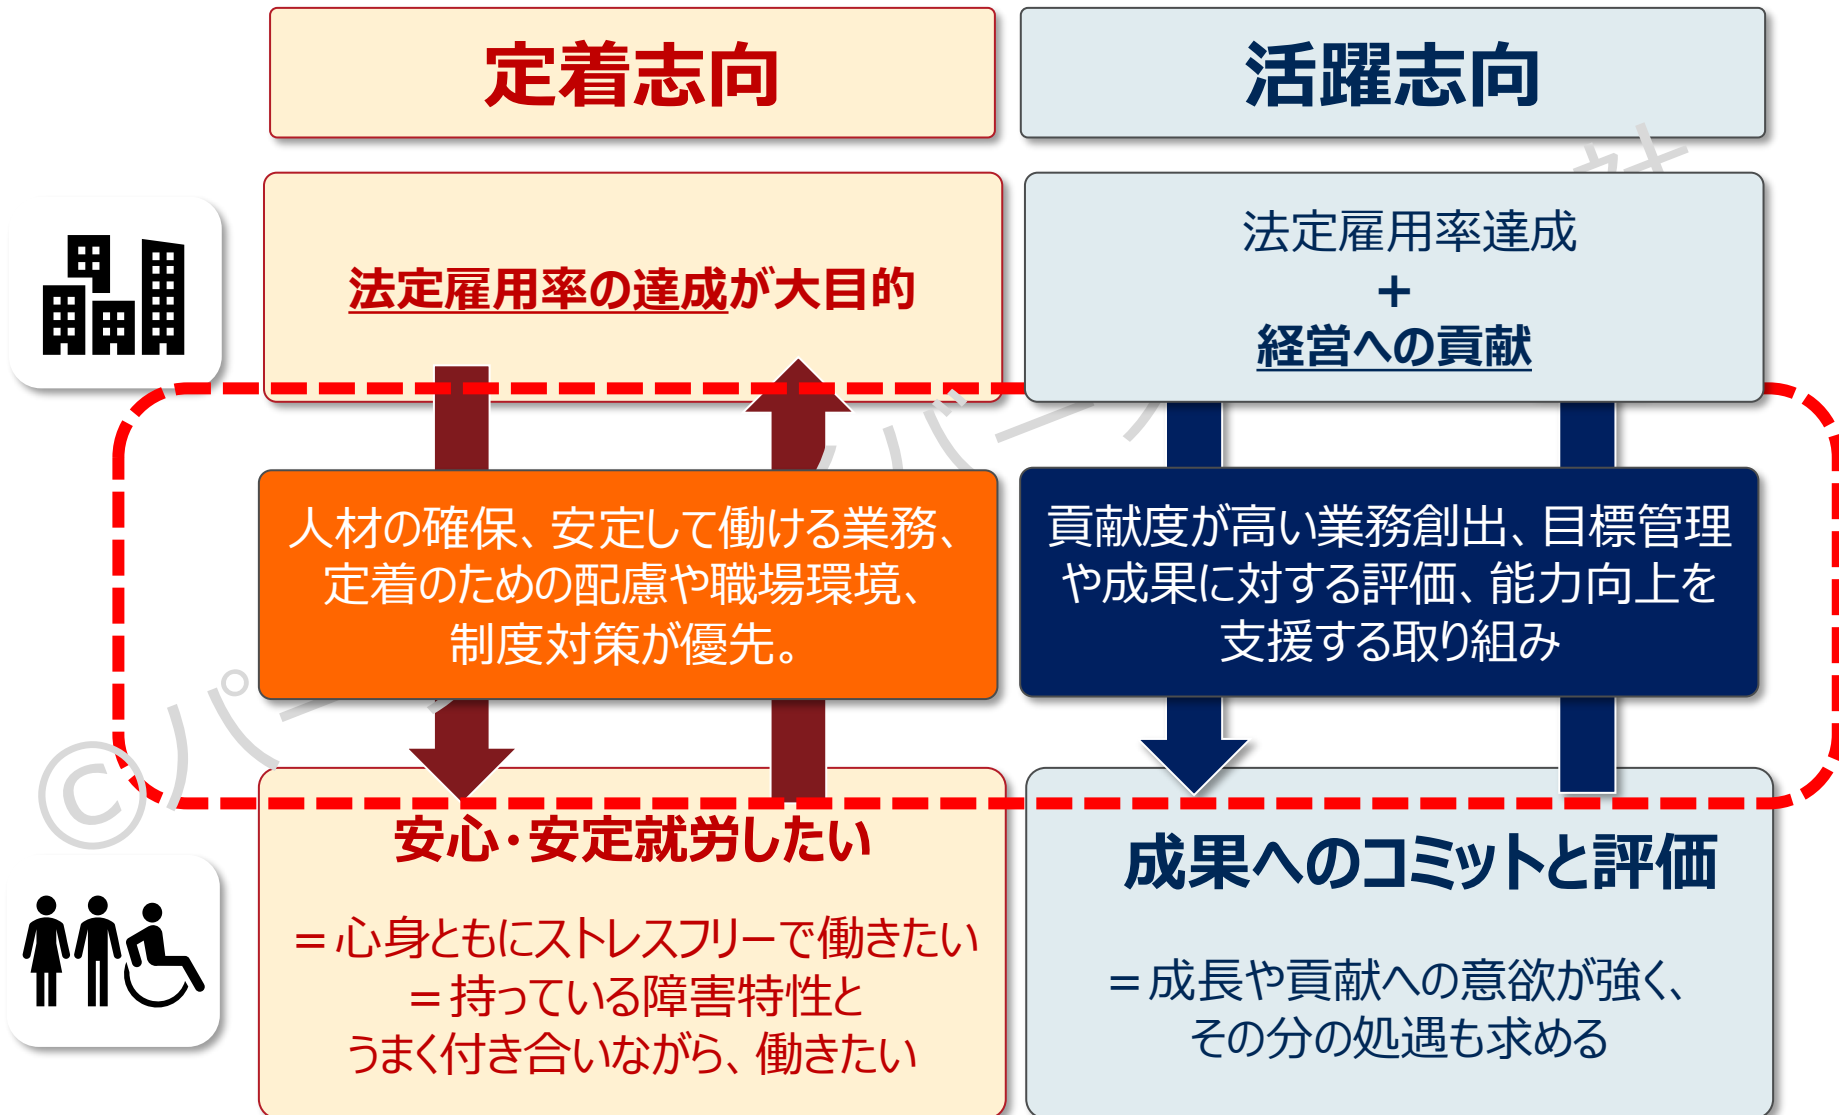 定着志向
活躍志向
法定雇用率の達成が大目的
法定雇用率達成
+
経営への貢献
人材の確保、安定して働ける業務、
定着のための配慮や職場環境、
制度対策が優先。
貢献度が高い業務創出、目標管理
や成果に対する評価、能力向上を
支援する取り組み
安心・安定就労したい
=心身ともにストレスフリーで働きたい
=持っている障害特性と
うまく付き合いながら、働きたい
成果へのコミットと評価
=成長や貢献への意欲が強く、
その分の処遇も求める